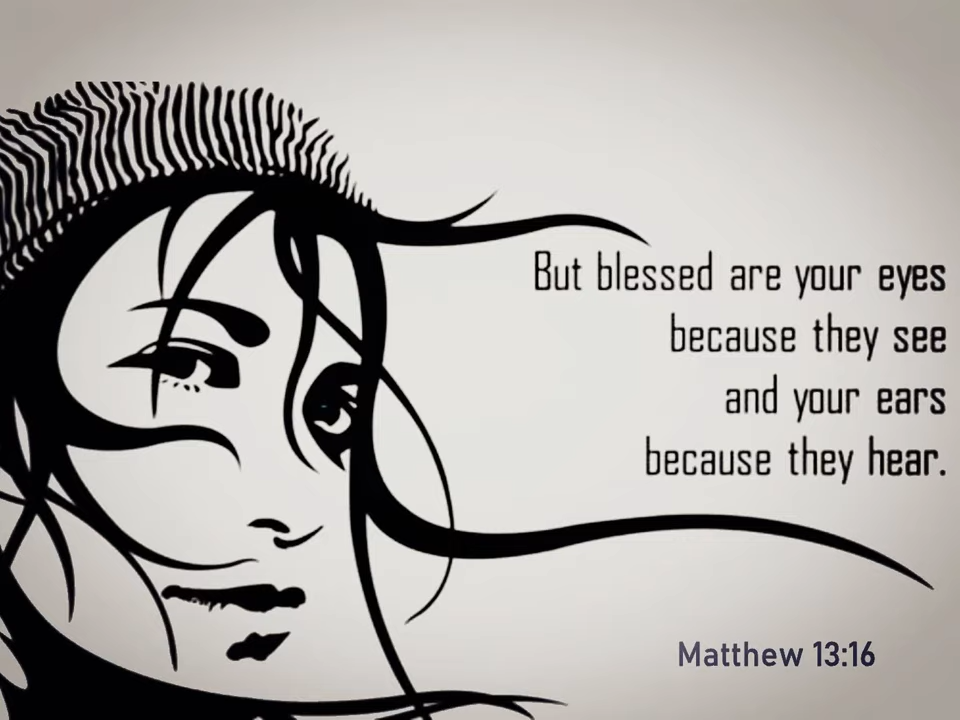 But blessed are your eyes
because they see
and your ears
because they hear.
Matthew 13:16